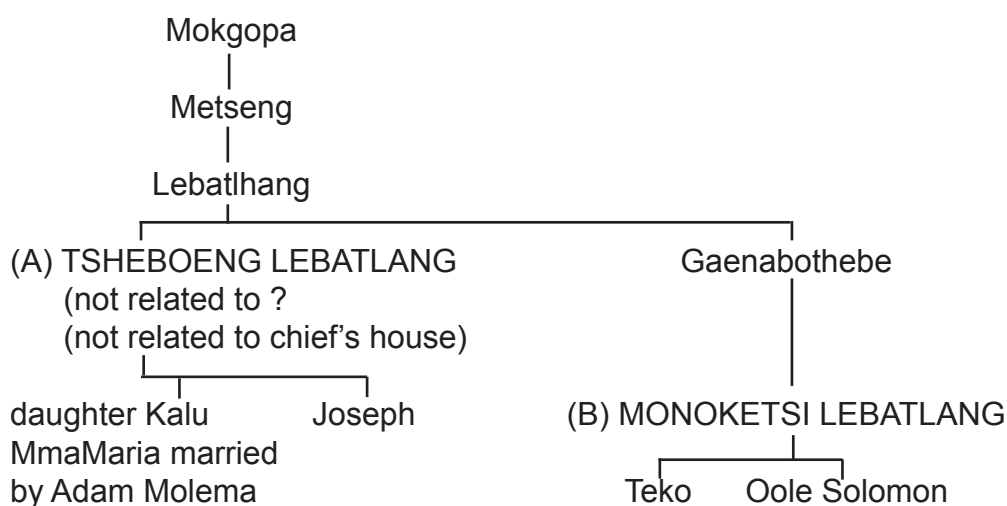 Mokgopa
Metseng
Lebatlhang
(A) TSHEBOENG LEBATLANG
(not related to ?
(not related to chief's house)
Gaenabothebe
daughter Kalu
MmaMaria married
by Adam Molema
Joseph
(B) MONOKETSI LEBATLANG
Teko
Oole Solomon